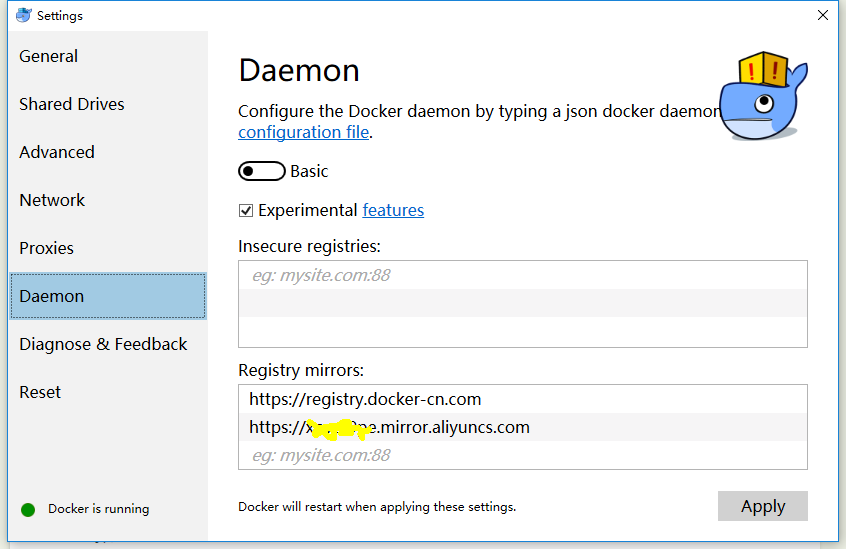 Settings
General
Shared Drives
Advanced
Network
Proxies
Daemon
Diagnose & Feedback
Reset
Docker is running
Daemon
Configure the Docker daemon by typing a json docker daemon
configuration file.
Basic
Experimental features
Insecure registries:
eg: mysite.com:88
Registry mirrors:
https://registry.docker-cn.com
https:// .mirror.aliyuncs.com
eg: mysite.com:88
Docker will restart when applying these settings.
Apply